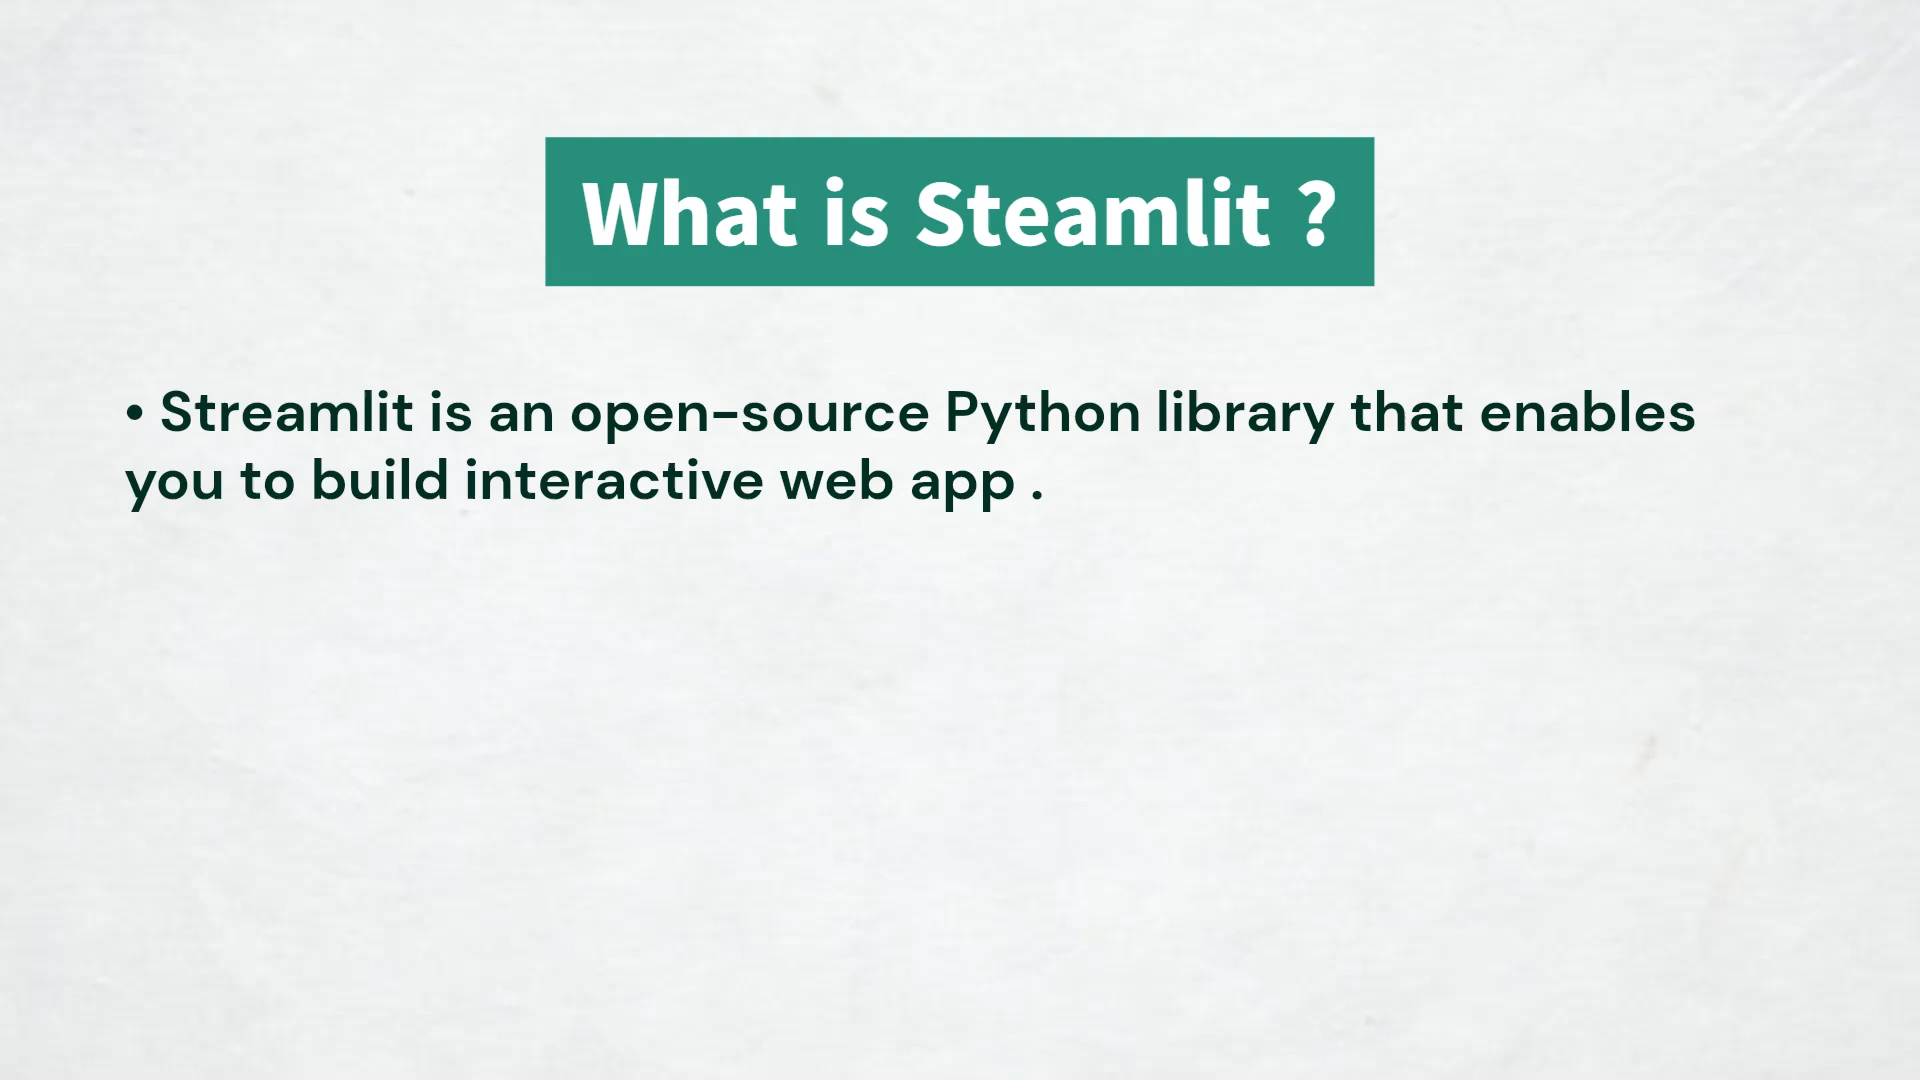 What is Steamlit ?
• Streamlit is an open-source Python library that enables
you to build interactive web app .